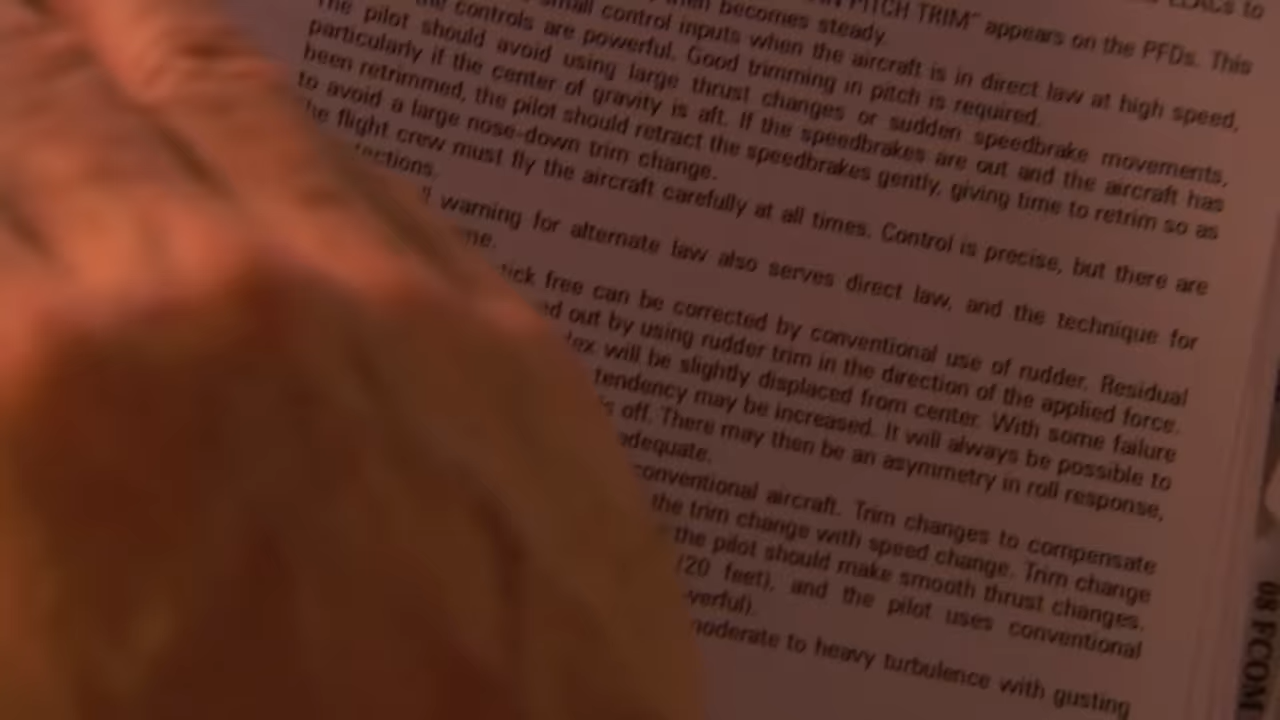 to
PITCH TRIM" appears on the PFDs. This
then becomes steady.
small control inputs when the aircraft is in direct law at high speed,
controls are powerful. Good trimming in pitch is required.
The pilot should avoid using large thrust changes or sudden speedbrake movements,
particularly if the center of gravity is aft. If the speedbrakes are out and the aircraft has
been retrimmed, the pilot should retract the speedbrakes gently, giving time to retrim so as
to avoid a large nose-down trim change.
he flight crew must fly the aircraft carefully at all times. Control is precise, but there are
tections.
warning for alternate law also serves direct law, and the technique for
me.
tick free can be corrected by conventional use of rudder. Residual
ed out by using rudder trim in the direction of the applied force.
dex will be slightly displaced from center. With some failure
tendency may be increased. It will always be possible to
is off. There may then be an asymmetry in roll response,
adequate.
conventional aircraft. Trim changes to compensate
the trim change with speed change. Trim change
the pilot should make smooth thrust changes.
(20 feet), and the pilot uses conventional
werful).
moderate to heavy turbulence with gusting
08 FCOM